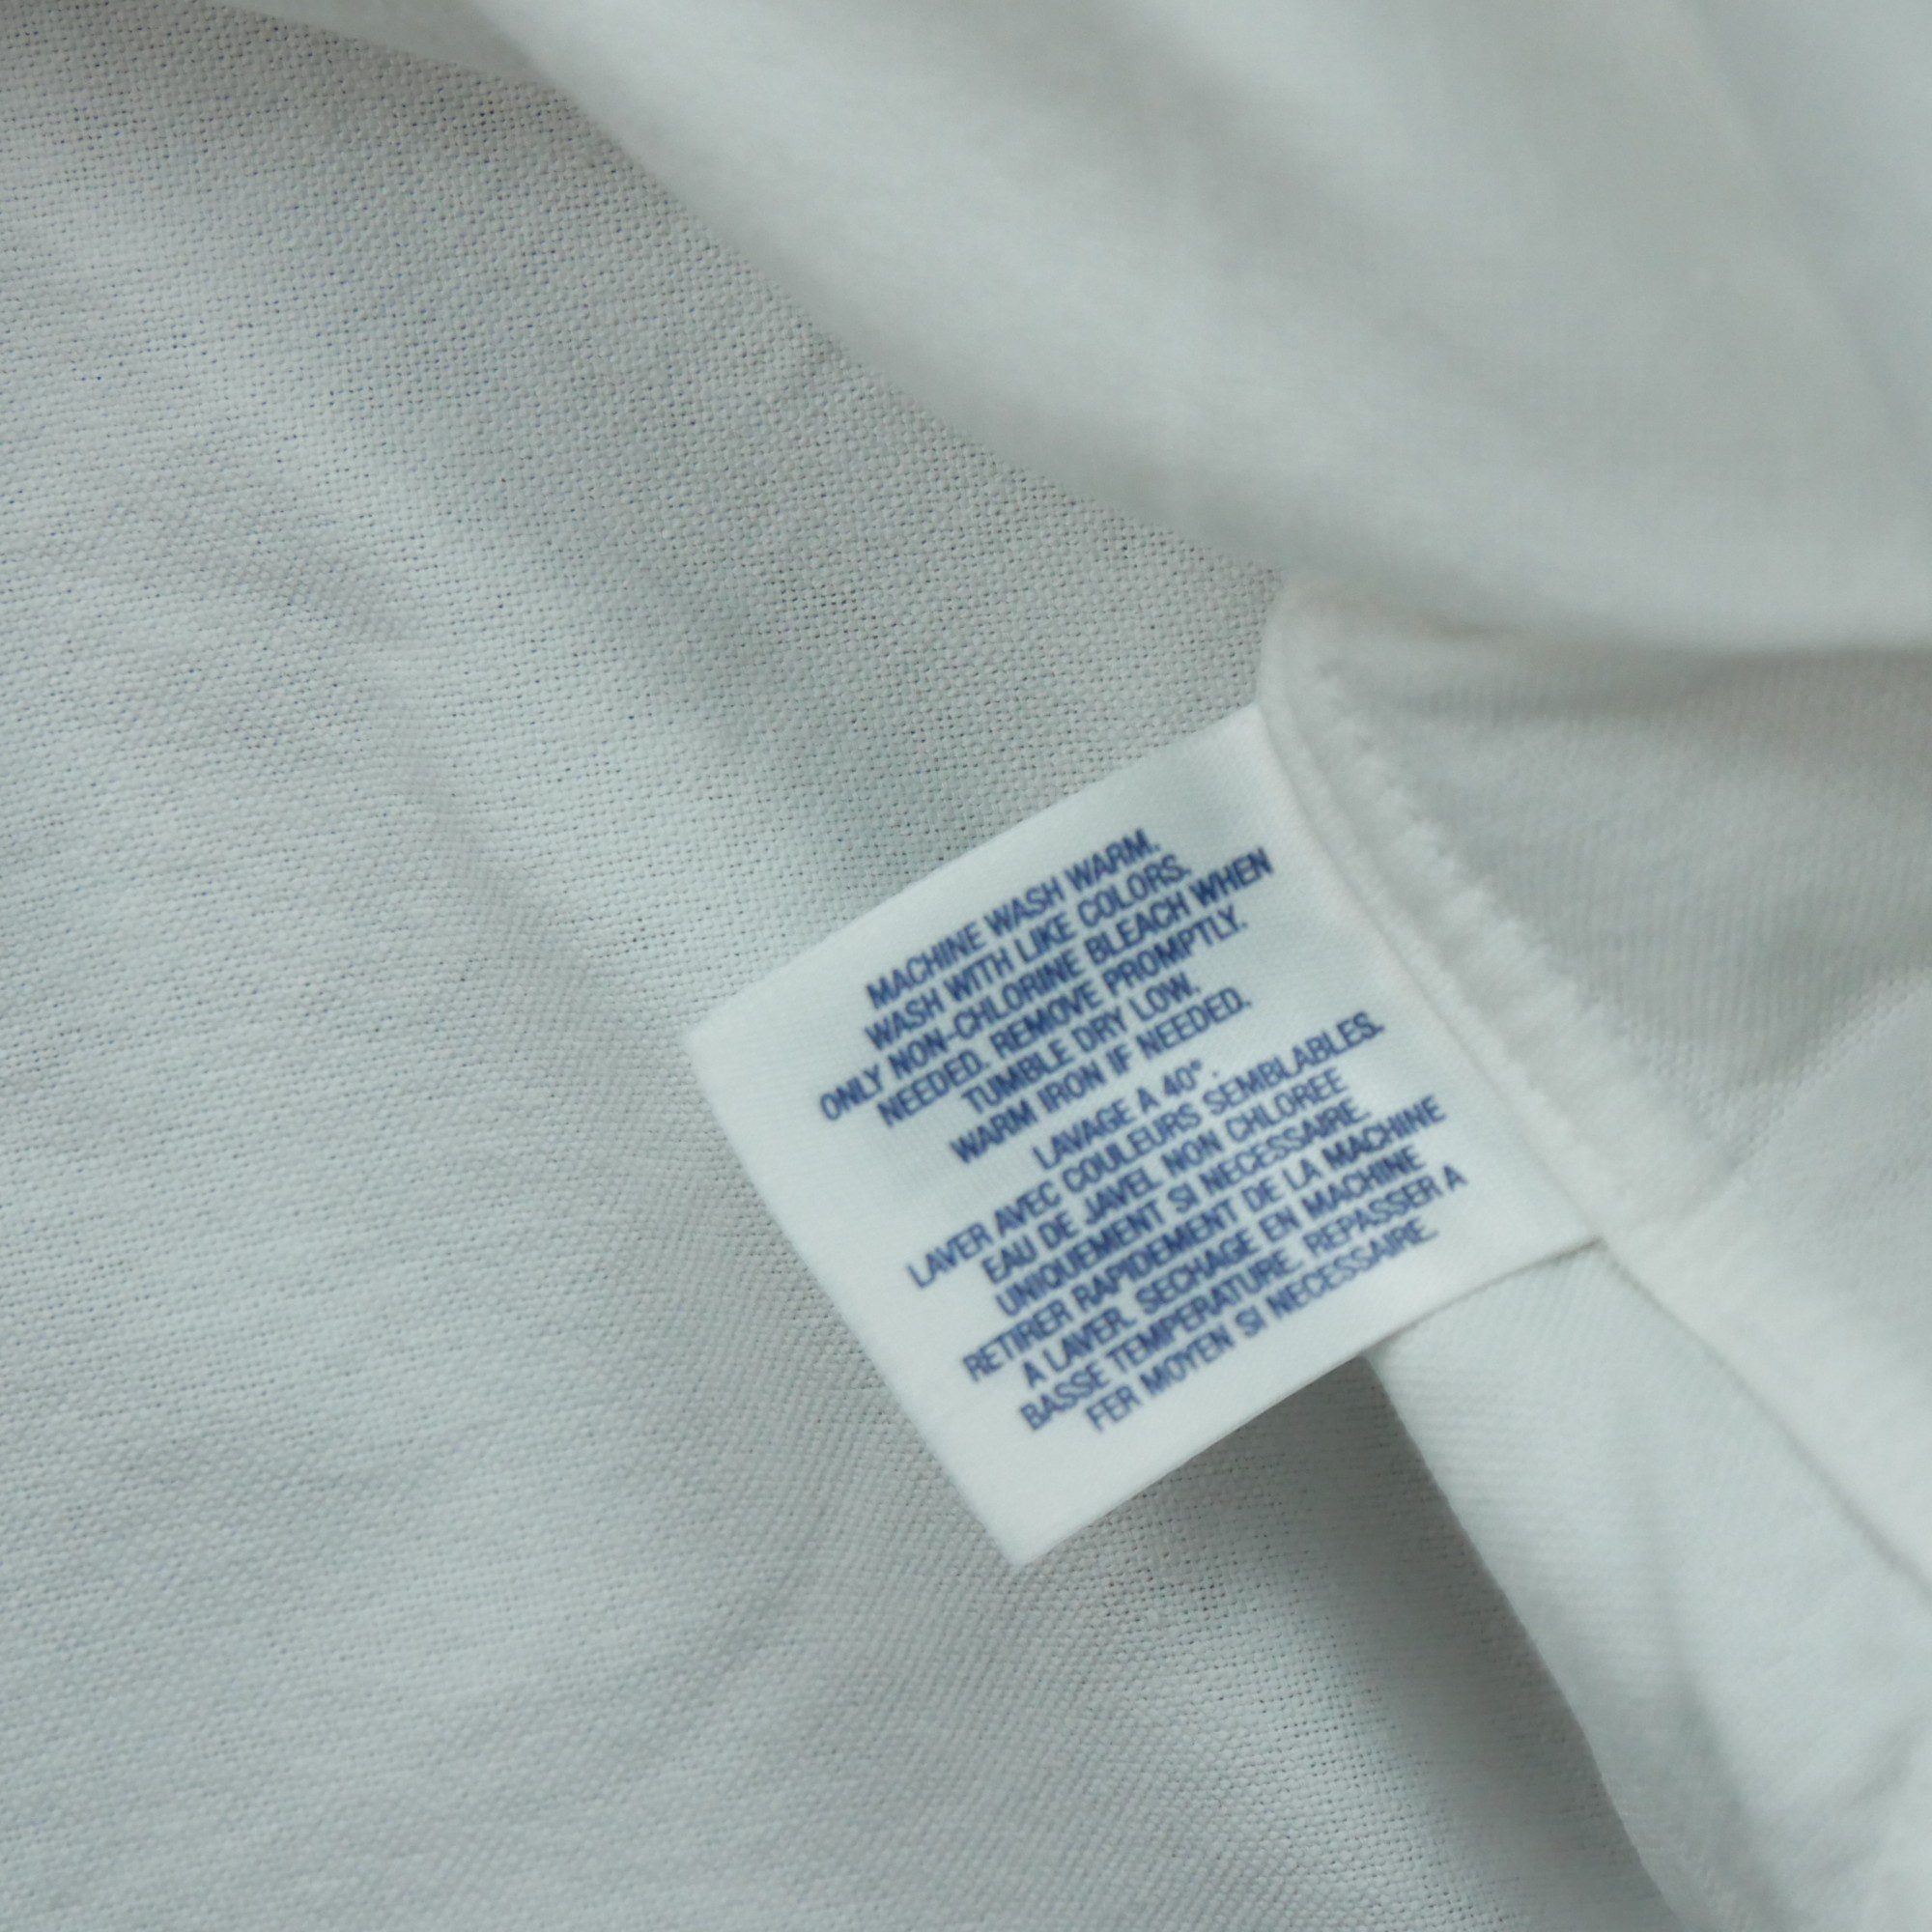 MACHINE WASH WARM.
WASH WITH LIKE COLORS.
ONLY NON-CHLORINE BLEACH WHEN
NEEDED. REMOVE PROMPTLY.
TUMBLE DRY LOW.
WARM IRON IF NEEDED.
LAVAGE A 40°.
LAVER AVEC COULEURS SEMBLABLES.
EAU DE JAVEL NON CHLOREE
UNIQUEMENT SI NECESSAIRE.
RETIRER RAPIDEMENT DE LA MACHINE
A LAVER. SECHAGE EN MACHINE
BASSE TEMPERATURE. REPASSER A
FER MOYEN SI NECESSAIRE.